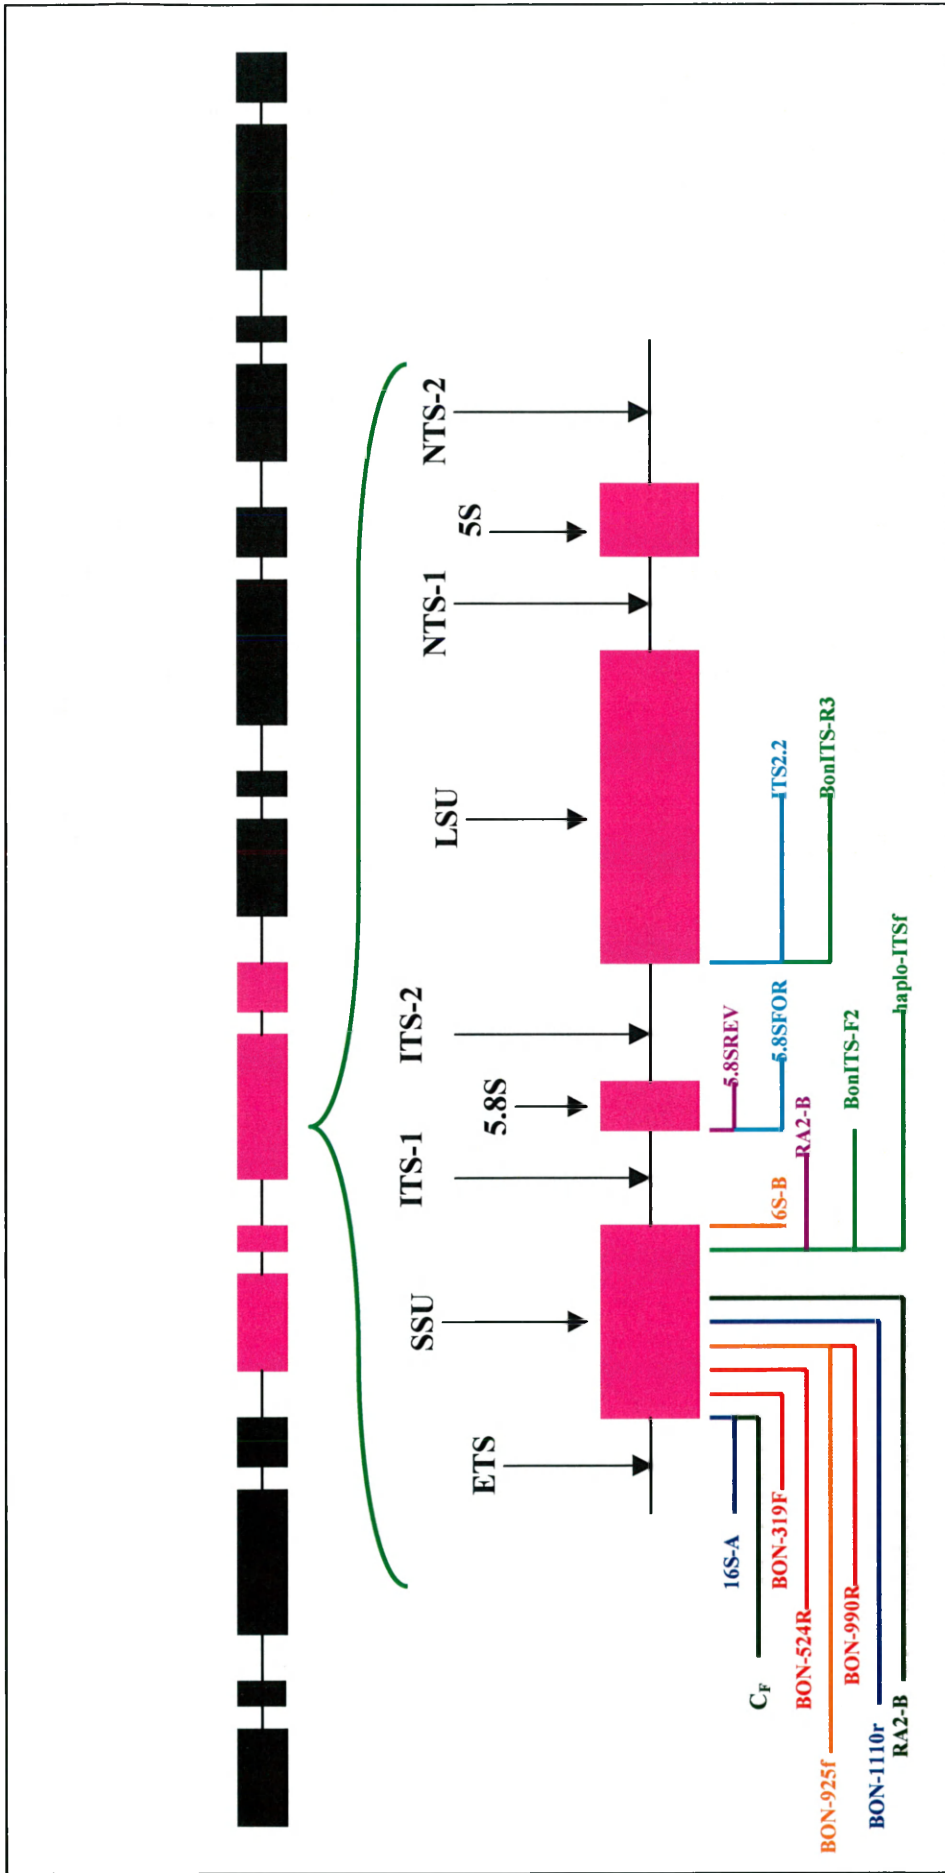 ETS
SSU
ITS-1
5.8S
ITS-2
LSU
NTS-1
5S
NTS-2
16S-A
C_F
BON-319F
BON-524R
BON-925f
BON-990R
BON-1110r
RA2-B
6S-B
RA2-B
BonITS-F2
haplo-ITSf
5.8SREV
5.8SFOR
ITS2.2
BonITS-R3